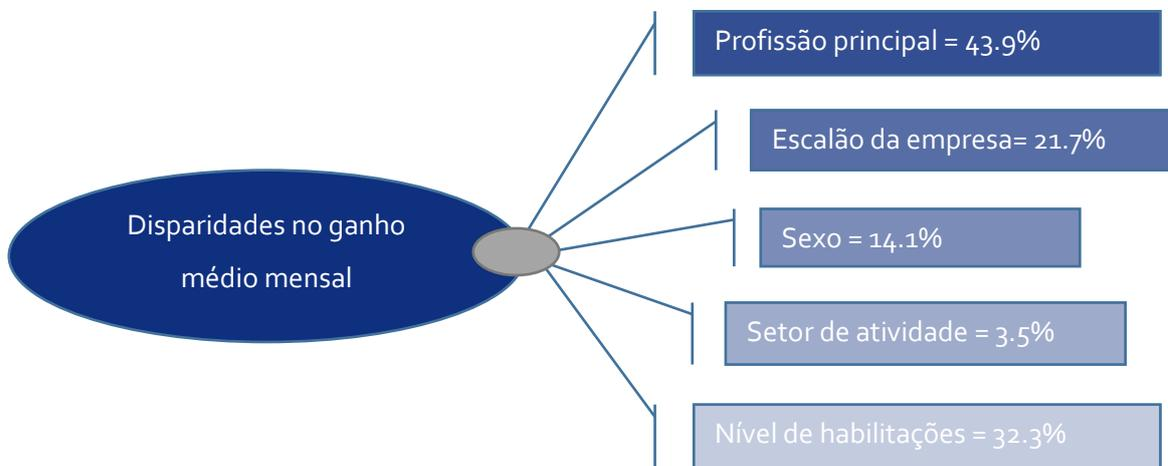 Disparidades no ganho
médio mensal
Profissão principal = 43.9%
Escalão da empresa= 21.7%
Sexo = 14.1%
Setor de atividade = 3.5%
Nível de habilitações = 32.3%